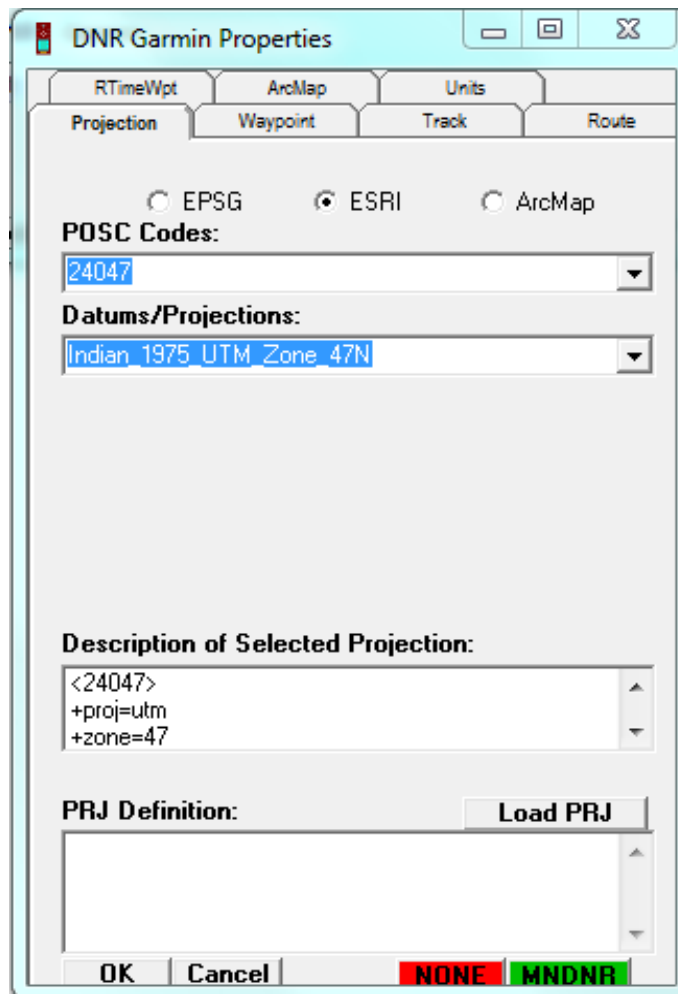 DNR Garmin Properties
RTimeWpt ArcMap Units
Projection Waypoint Track Route
EPSG ESRI ArcMap
POSC Codes:
24047
Datums/Projections:
Indian_1975_UTM_Zone_47N
Description of Selected Projection:
<24047>
+proj=utm
+zone=47
PRJ Definition: Load PRJ
OK Cancel NONE MNDNR